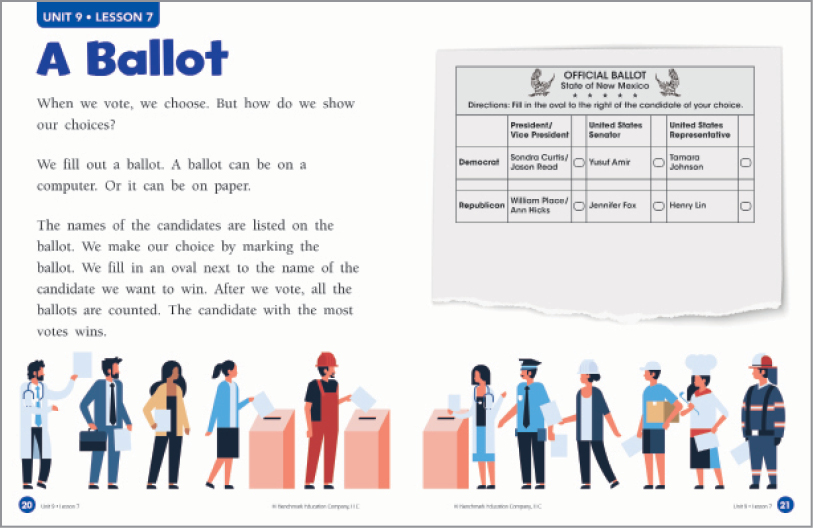 UNIT 9 • LESSON 7
A Ballot
When we vote, we choose. But how do we show
our choices?
We fill out a ballot. A ballot can be on a
computer. Or it can be on paper.
The names of the candidates are listed on the
ballot. We make our choice by marking the
ballot. We fill in an oval next to the name of the
candidate we want to win. After we vote, all the
ballots are counted. The candidate with the most
votes wins.
20 Unit 9 • Lesson 7
© Benchmark Education Company, LLC
OFFICIAL BALLOT
State of New Mexico
Directions: Fill in the oval to the right of the candidate of your choice.
President/ United States United States
Vice President Senator Representative
Democrat Sondra Curtis/ Yusuf Amir Tamara
Jason Read Johnson
Republican William Place/ Jennifer Fox Henry Lin
Ann Hicks
© Benchmark Education Company, LLC
Unit 9 • Lesson 7 21